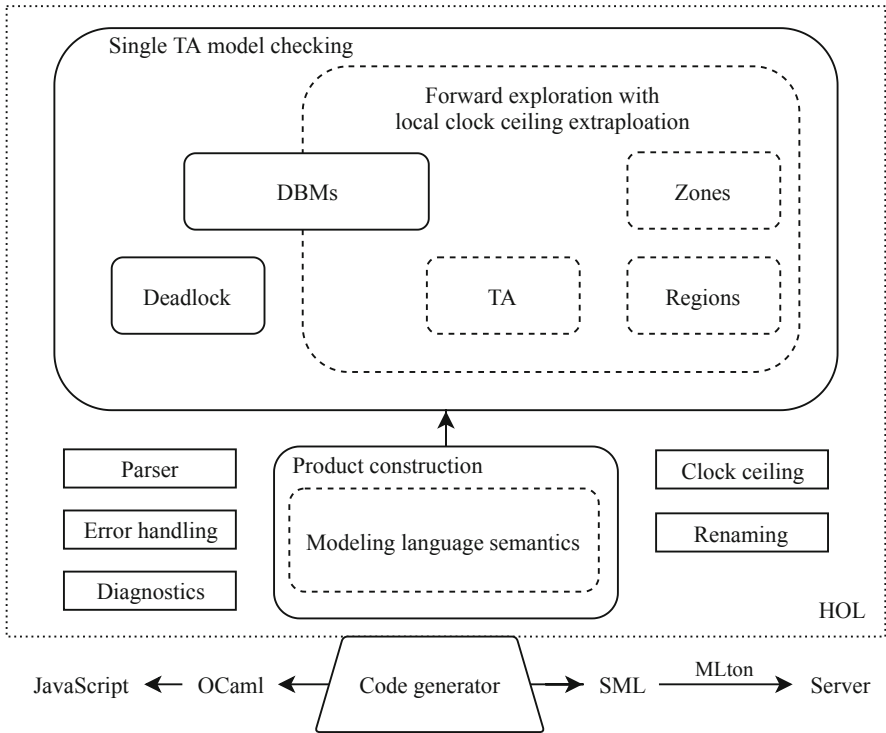 Single TA model checking
Forward exploration with
local clock ceiling extraploation
DBMs
Zones
Deadlock
TA
Regions
Parser
Product construction
Clock ceiling
Error handling
Modeling language semantics
Renaming
Diagnostics
HOL
JavaScript
OCaml
Code generator
SML
MLton
Server